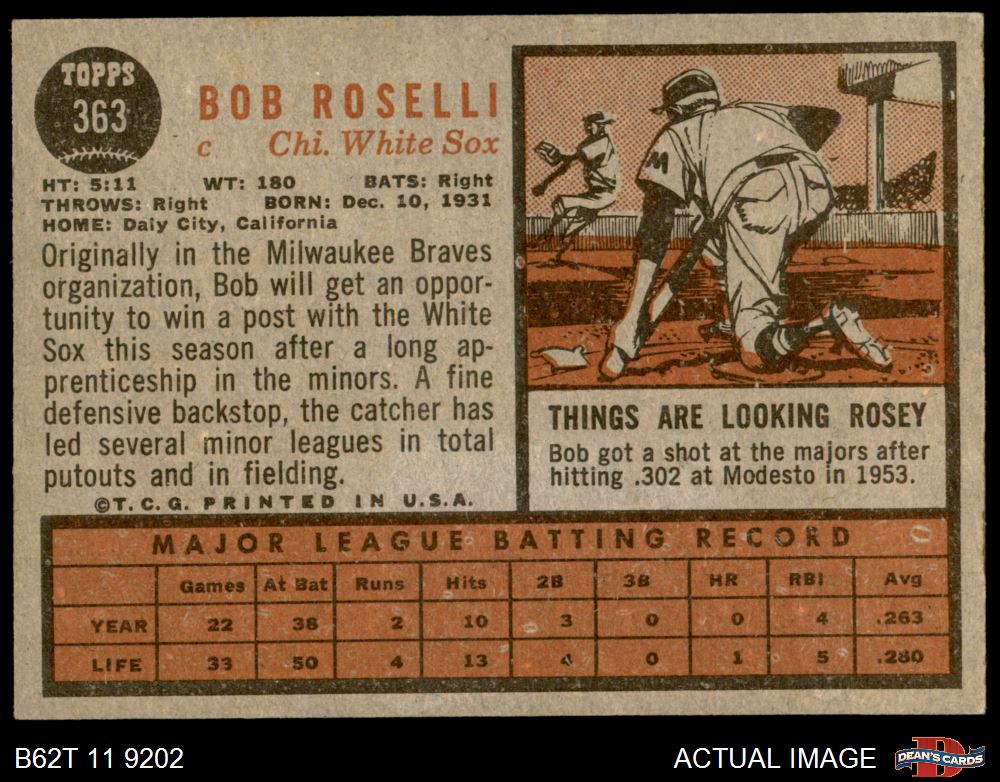 TOPPS
363
BOB ROSELLI
c Chi. White Sox
HT: 5:11 WT: 180 BATS: Right
THROWS: Right BORN: Dec. 10, 1931
HOME: Daly City, California
Originally in the Milwaukee Braves
organization, Bob will get an oppor-
tunity to win a post with the White
Sox this season after a long ap-
prenticeship in the minors. A fine
defensive backstop, the catcher has
led several minor leagues in total
putouts and in fielding.
©T.C.G. PRINTED IN U.S.A.
M
THINGS ARE LOOKING ROSEY
Bob got a shot at the majors after
hitting .302 at Modesto in 1953.
MAJOR LEAGUE BATTING RECORD
Games At Bat Runs Hits 2B 3B HR RBI Avg
YEAR 22 38 2 10 3 0 0 4 .263
LIFE 33 50 4 13 4 0 1 5 .260
B62T 11 9202
ACTUAL IMAGE
D
DEAN'S CARDS